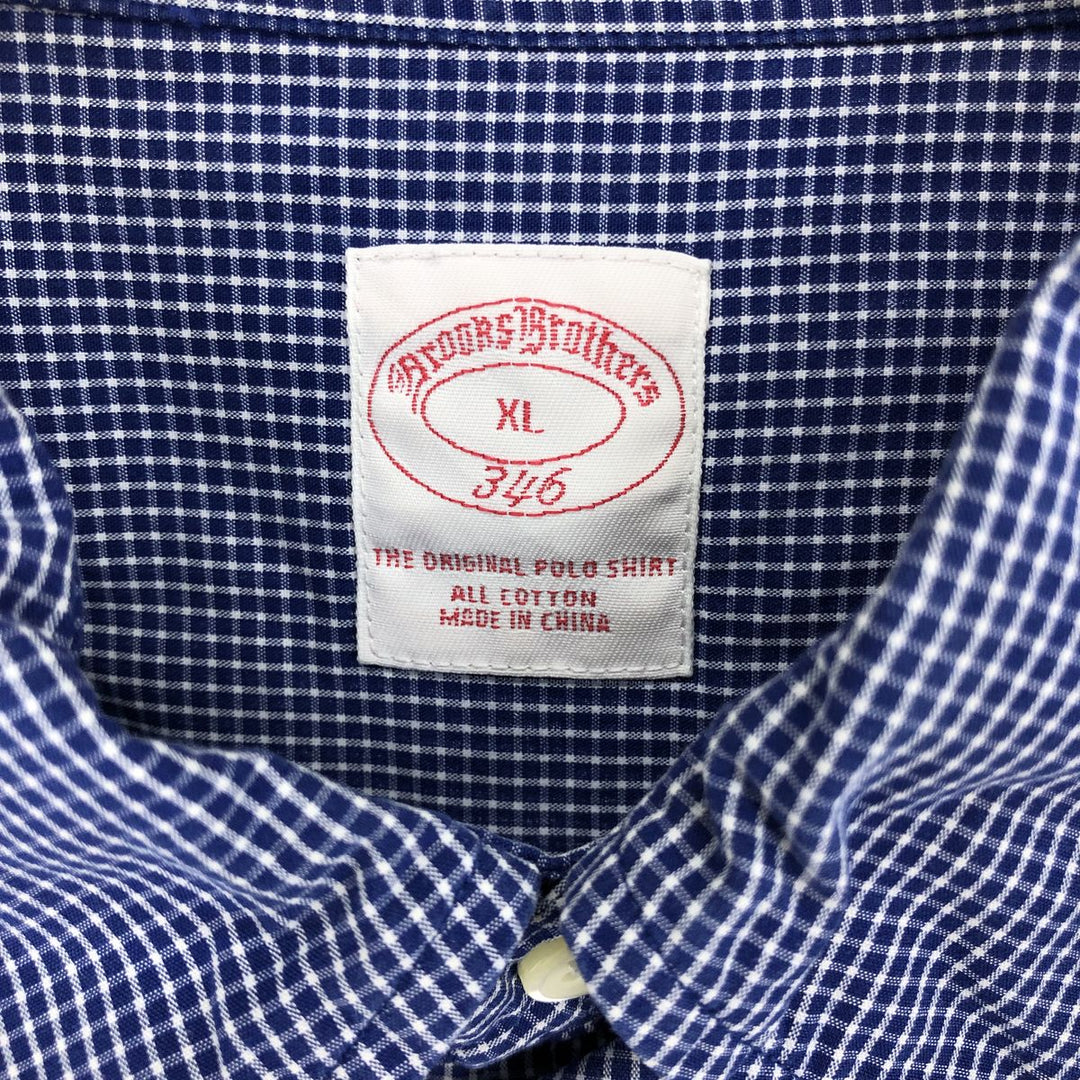 Brooks Brothers
XL
346
THE ORIGINAL POLO SHIRT
ALL COTTON
MADE IN CHINA